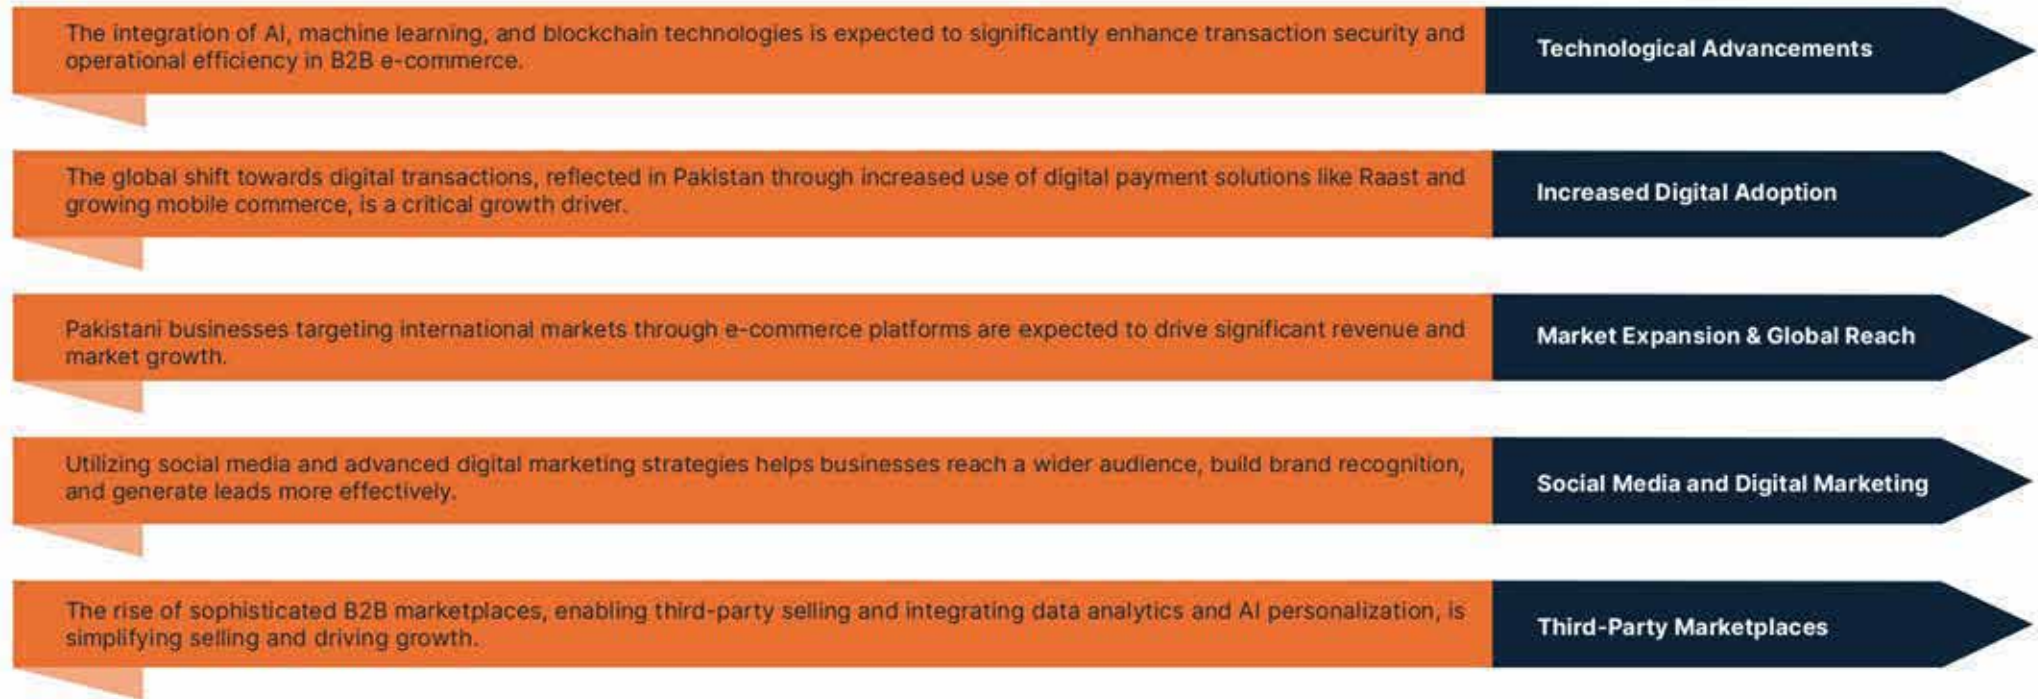 The integration of AI, machine learning, and blockchain technologies is expected to significantly enhance transaction security and
operational efficiency in B2B e-commerce.
Technological Advancements
The global shift towards digital transactions, reflected in Pakistan through increased use of digital payment solutions like Raast and
growing mobile commerce, is a critical growth driver.
Increased Digital Adoption
Pakistani businesses targeting international markets through e-commerce platforms are expected to drive significant revenue and
market growth.
Market Expansion & Global Reach
Utilizing social media and advanced digital marketing strategies helps businesses reach a wider audience, build brand recognition,
and generate leads more effectively.
Social Media and Digital Marketing
The rise of sophisticated B2B marketplaces, enabling third-party selling and integrating data analytics and AI personalization, is
simplifying selling and driving growth.
Third-Party Marketplaces